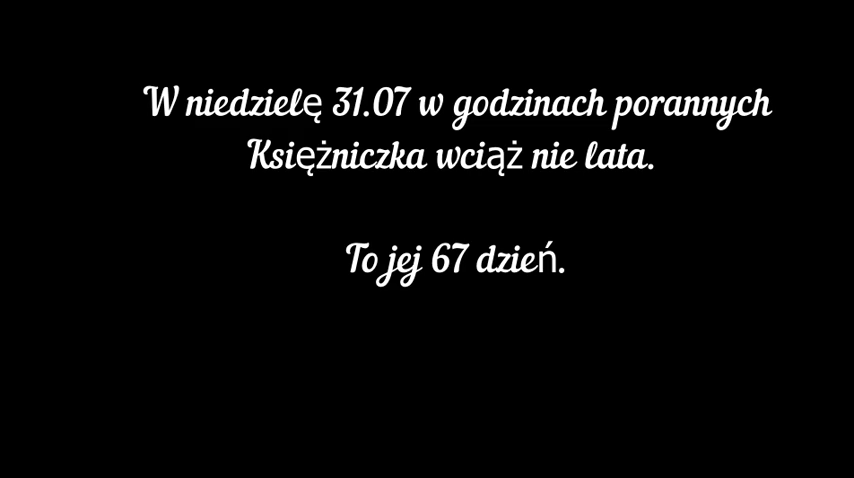 W niedzielę 31.07 w godzinach porannych
Księżniczka wciąż nie lata.
To jej 67 dzień.